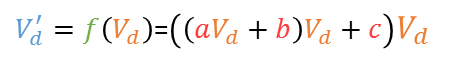 V'_d = f(V_d)=((aV_d + b)V_d + c)V_d